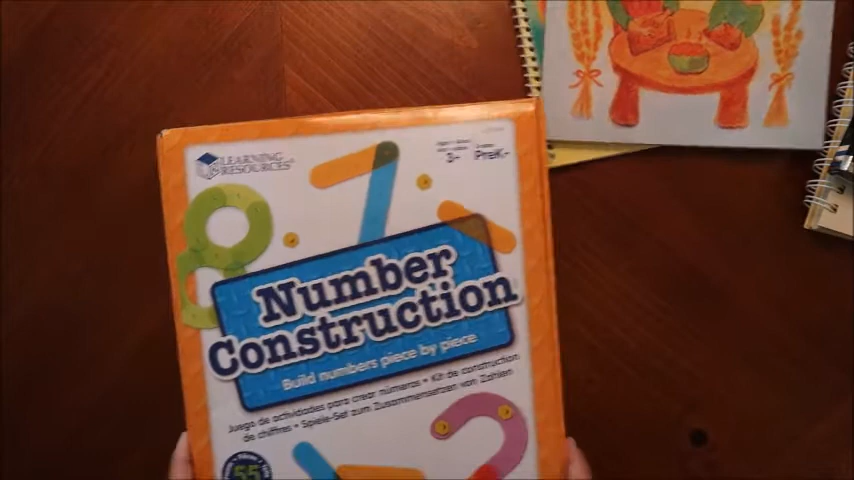 LEARNING
RESOURCES®
3+
PreK+
Number
Construction
Build numbers piece by piece
Juego de actividades para crear números • Kit de construction
de chiffres • Spiele-Set zum Zusammensetzen von Zahlen
55